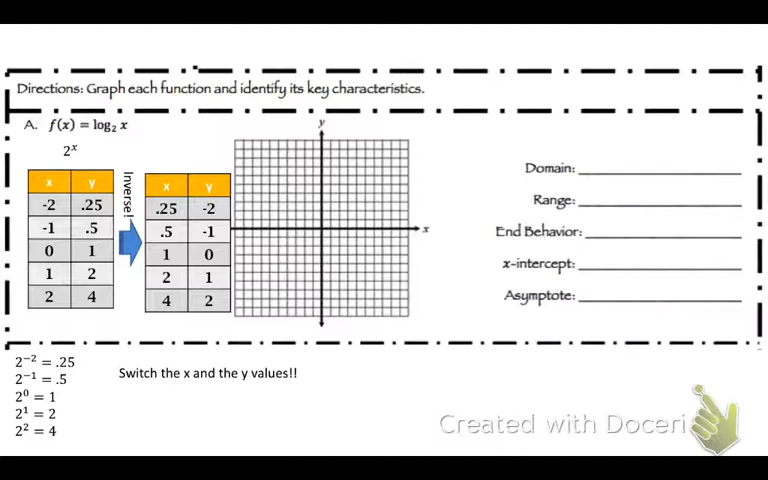 Directions: Graph each function and identify its key characteristics.
A. f(x) = log₂ x
2ˣ
x y
-2 .25
-1 .5
0 1
1 2
2 4
Inverse!
x y
.25 -2
.5 -1
1 0
2 1
4 2
y
x
Domain:
Range:
End Behavior:
x-intercept:
Asymptote:
2⁻² = .25
2⁻¹ = .5
2⁰ = 1
2¹ = 2
2² = 4
Switch the x and the y values!!
Created with Doceri